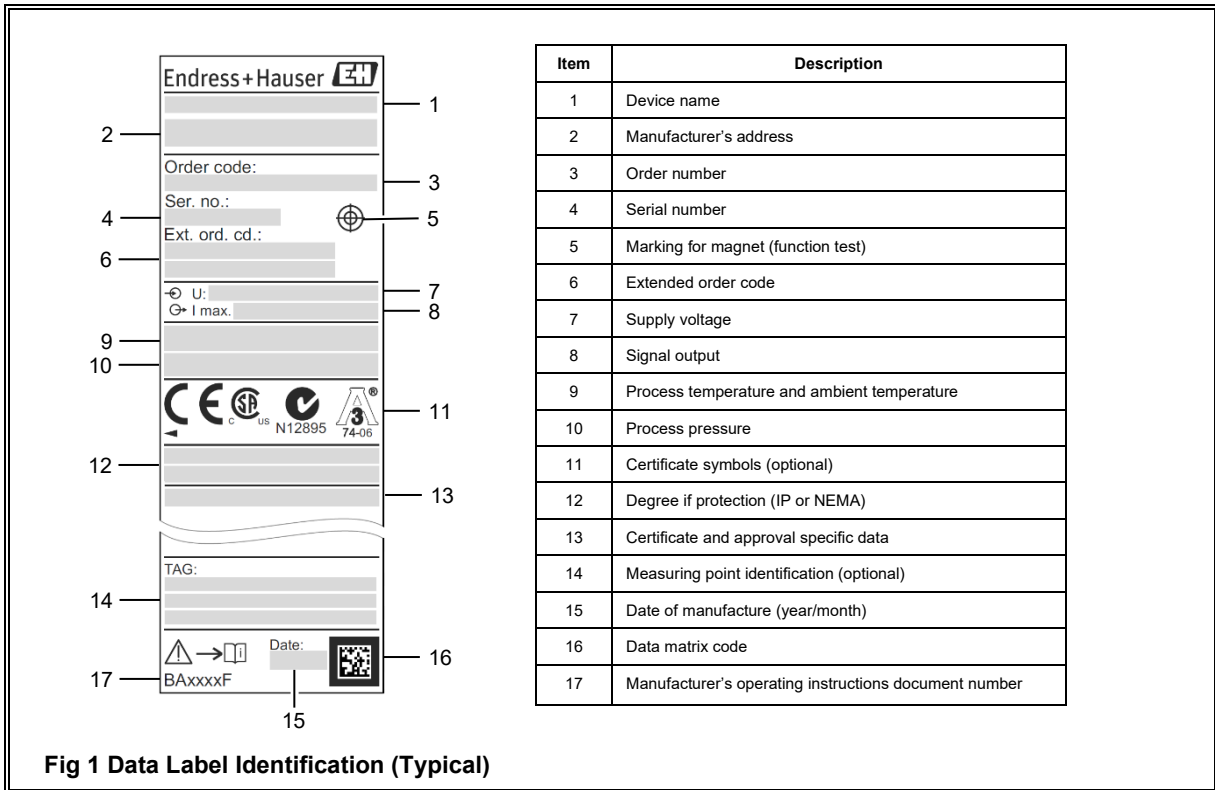 Endress+Hauser EH
1
2
Order code:
3
Ser. no.:
4
5
Ext. ord. cd.:
6
U:
7
I max.
8
9
10
CE
c SA us
N12895
3
®
74-06
11
12
13
TAG:
14
Date:
16
17
BAxxxxF
15
Item Description
1 Device name
2 Manufacturer’s address
3 Order number
4 Serial number
5 Marking for magnet (function test)
6 Extended order code
7 Supply voltage
8 Signal output
9 Process temperature and ambient temperature
10 Process pressure
11 Certificate symbols (optional)
12 Degree if protection (IP or NEMA)
13 Certificate and approval specific data
14 Measuring point identification (optional)
15 Date of manufacture (year/month)
16 Data matrix code
17 Manufacturer’s operating instructions document number
Fig 1 Data Label Identification (Typical)